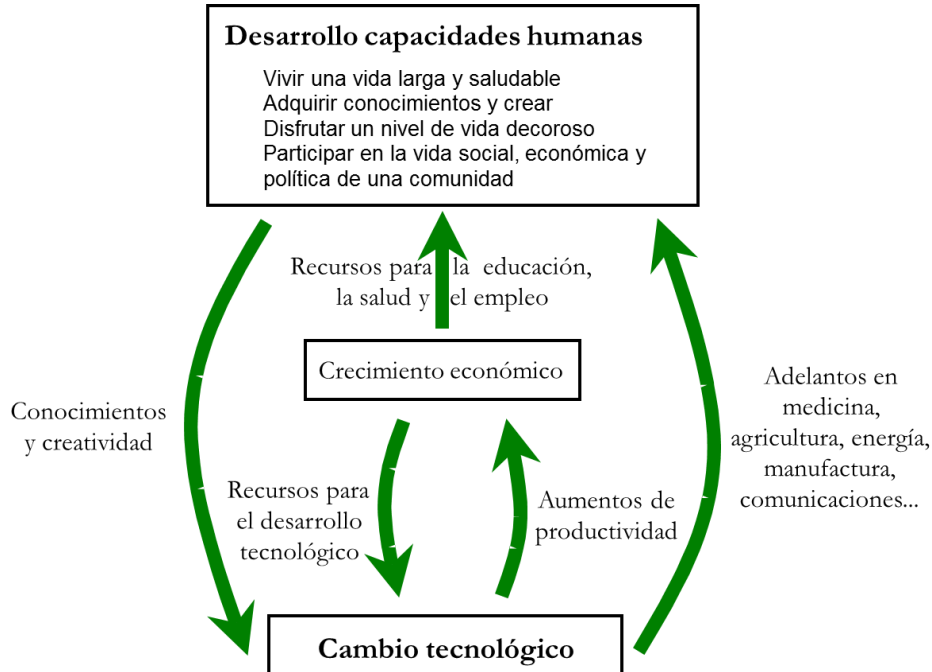 Desarrollo capacidades humanas
Vivir una vida larga y saludable
Adquirir conocimientos y crear
Disfrutar un nivel de vida decoroso
Participar en la vida social, económica y
política de una comunidad
Recursos para la educación,
la salud y el empleo
Crecimiento económico
Conocimientos
y creatividad
Adelantos en
medicina,
agricultura, energía,
manufactura,
comunicaciones...
Recursos para
el desarrollo
tecnológico
Aumentos de
productividad
Cambio tecnológico